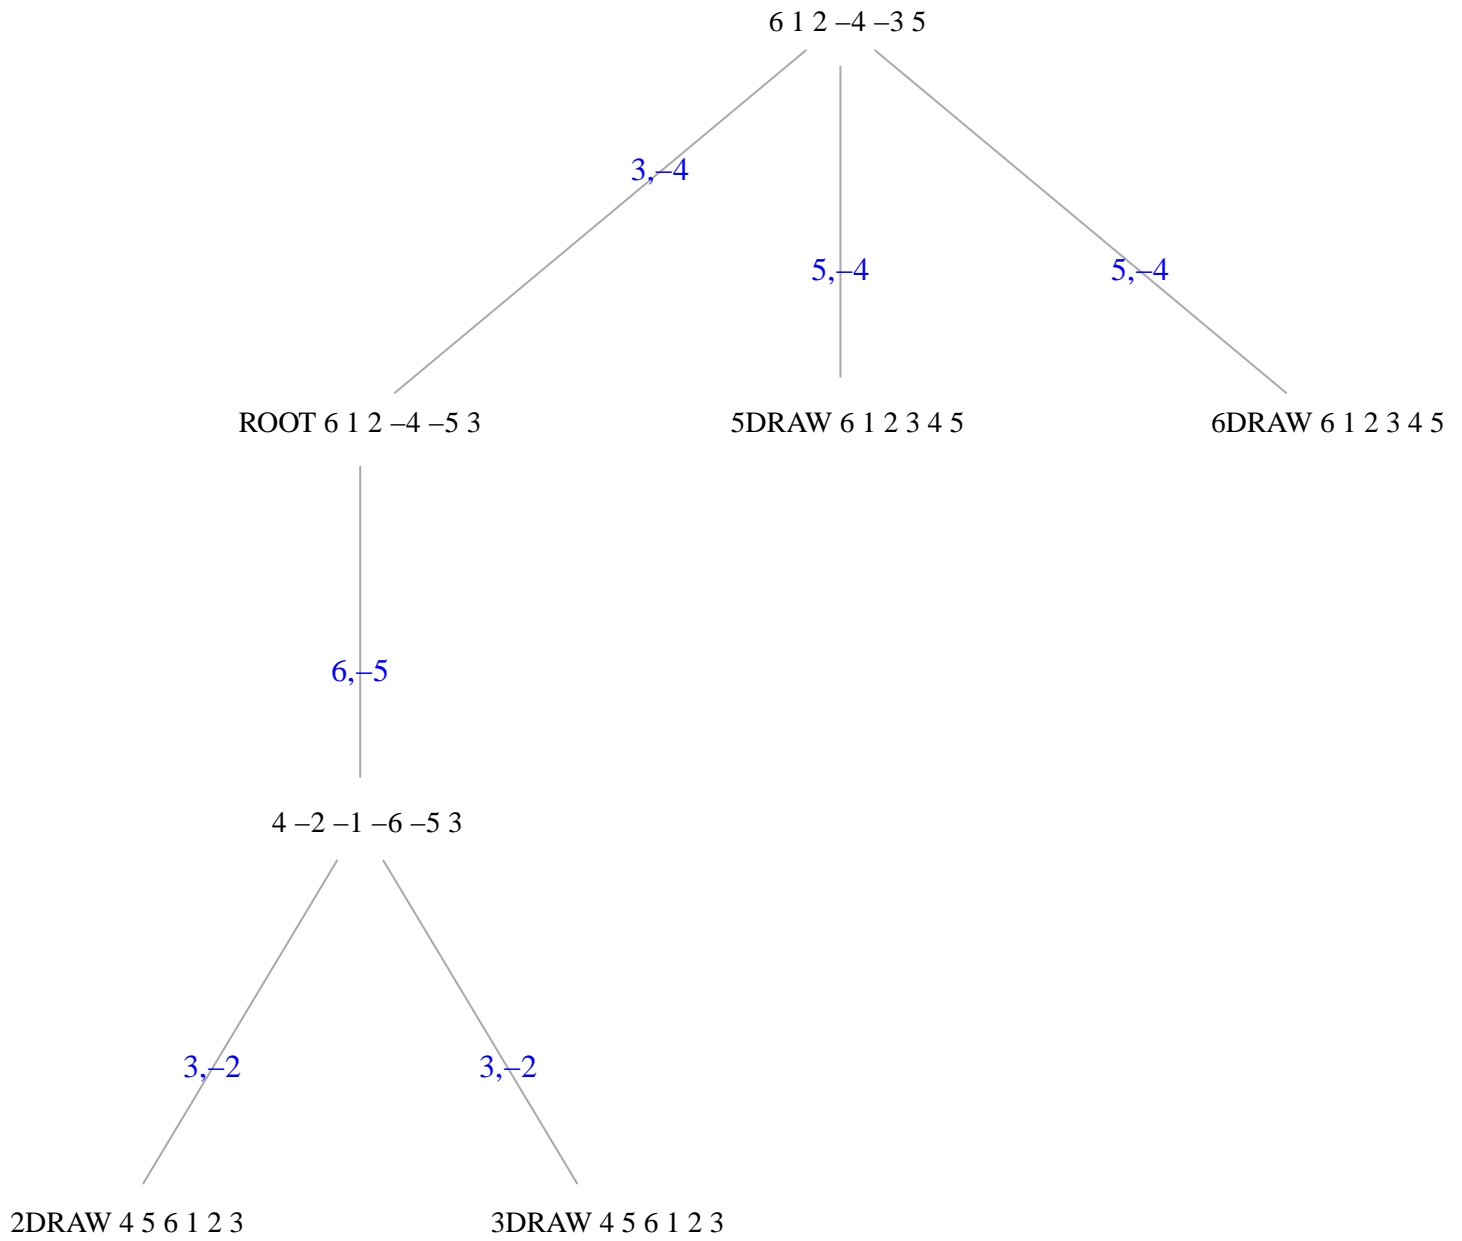 6 1 2 –4 –3 5
3,–4
5,–4
5,–4
ROOT 6 1 2 –4 –5 3
5DRAW 6 1 2 3 4 5
6DRAW 6 1 2 3 4 5
6,–5
4 –2 –1 –6 –5 3
3,–2
3,–2
2DRAW 4 5 6 1 2 3
3DRAW 4 5 6 1 2 3